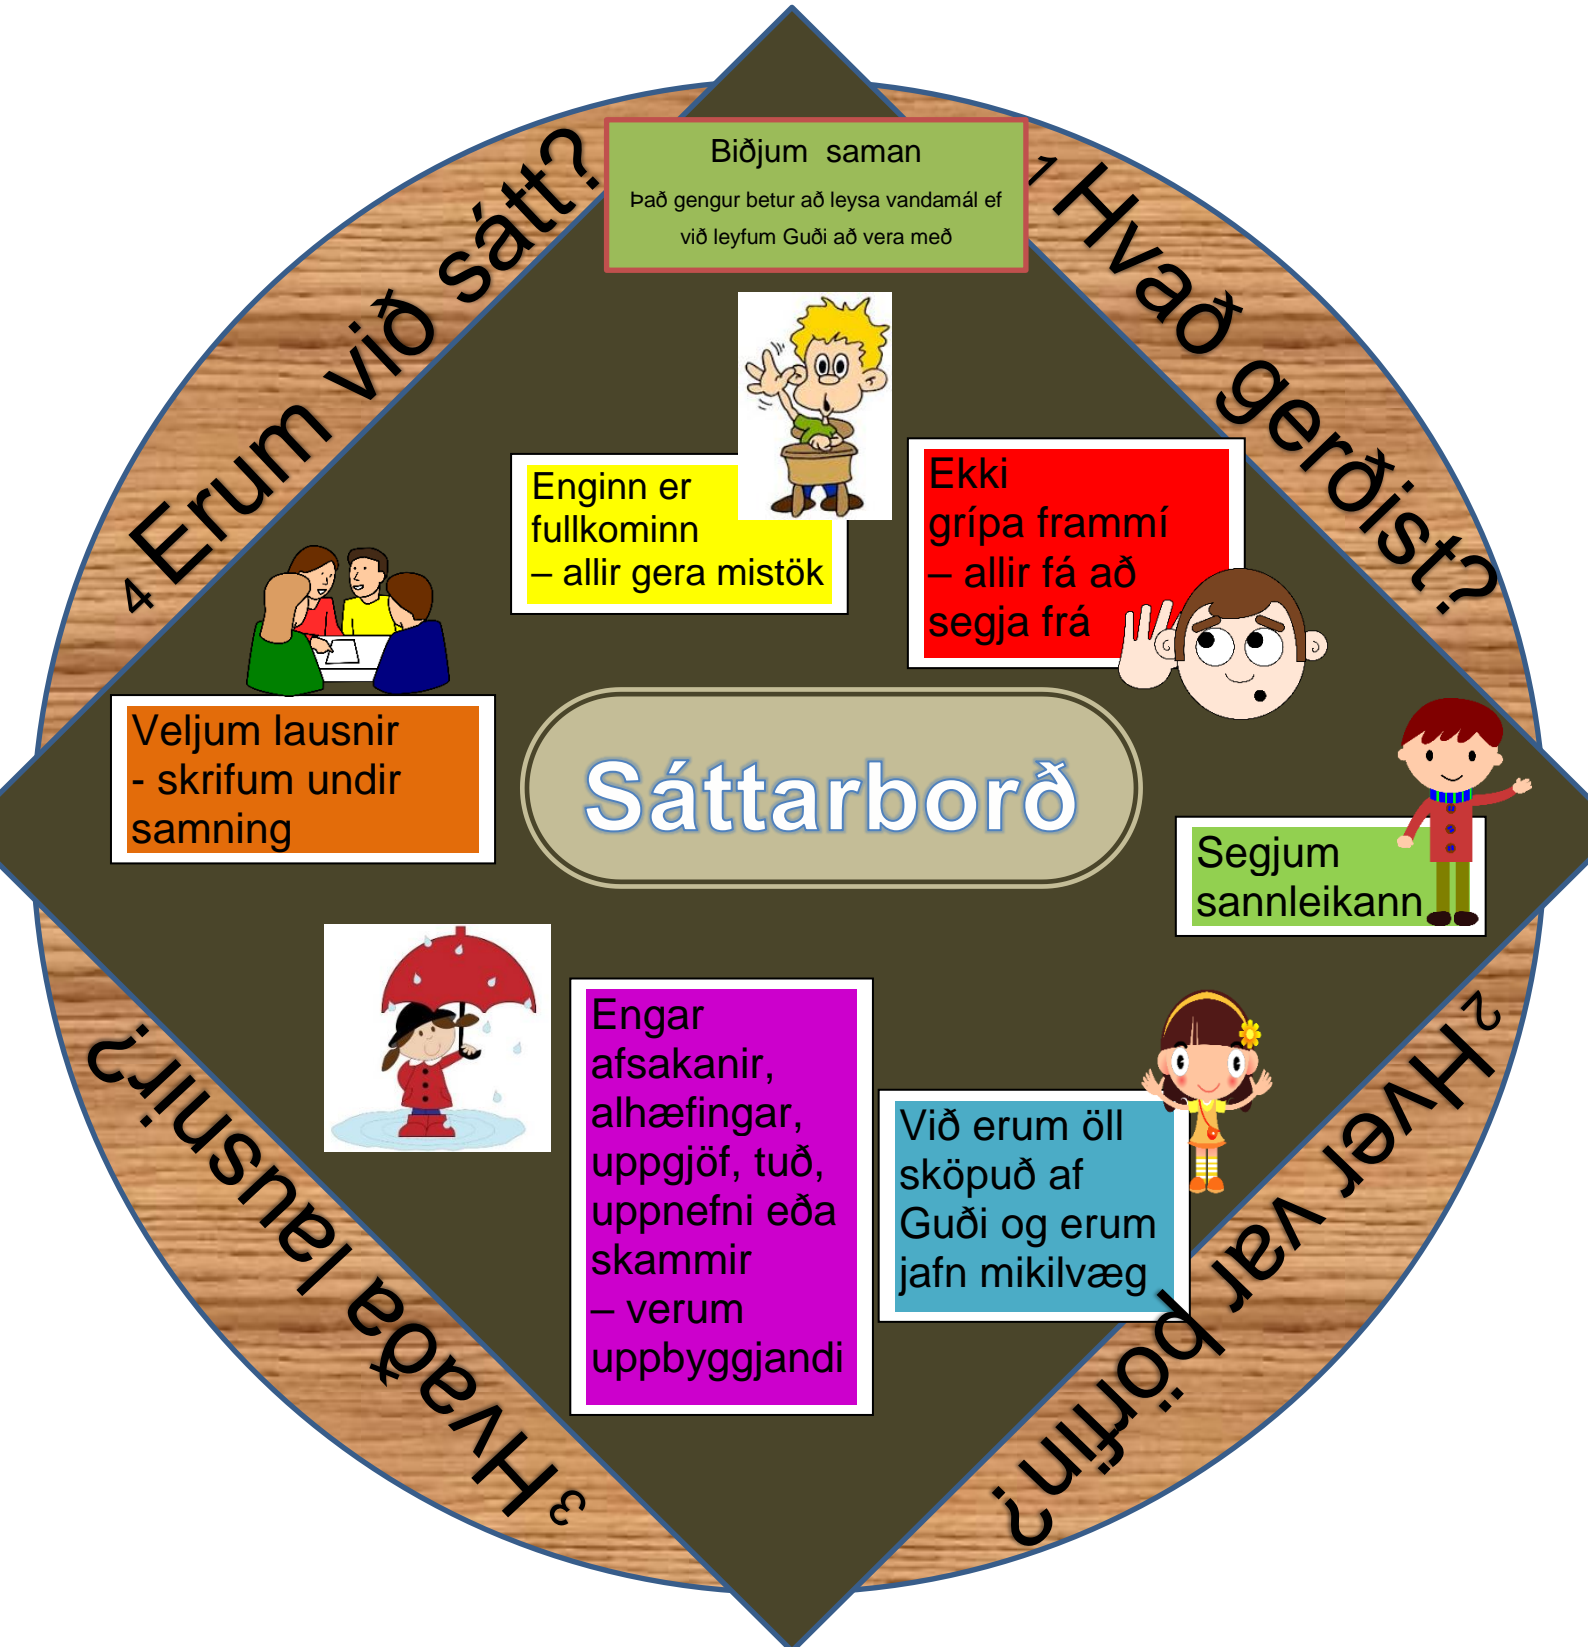 Biðjum saman
Það gengur betur að leysa vandamál ef
við leyfum Guði að vera með
1 Hvað gerðist?
2 Hver var þörfin?
3 Hvaða lausnir?
4 Erum við sátt?
Enginn er
fullkominn
– allir gera mistök
Ekki
grípa frammí
– allir fá að
segja frá
Veljum lausnir
- skrifum undir
samning
Sáttarborð
Segjum
sannleikann
Engar
afsakanir,
alhæfingar,
uppgjöf, tuð,
uppnefni eða
skammir
– verum
uppbyggjandi
Við erum öll
sköpuð af
Guði og erum
jafn mikilvæg